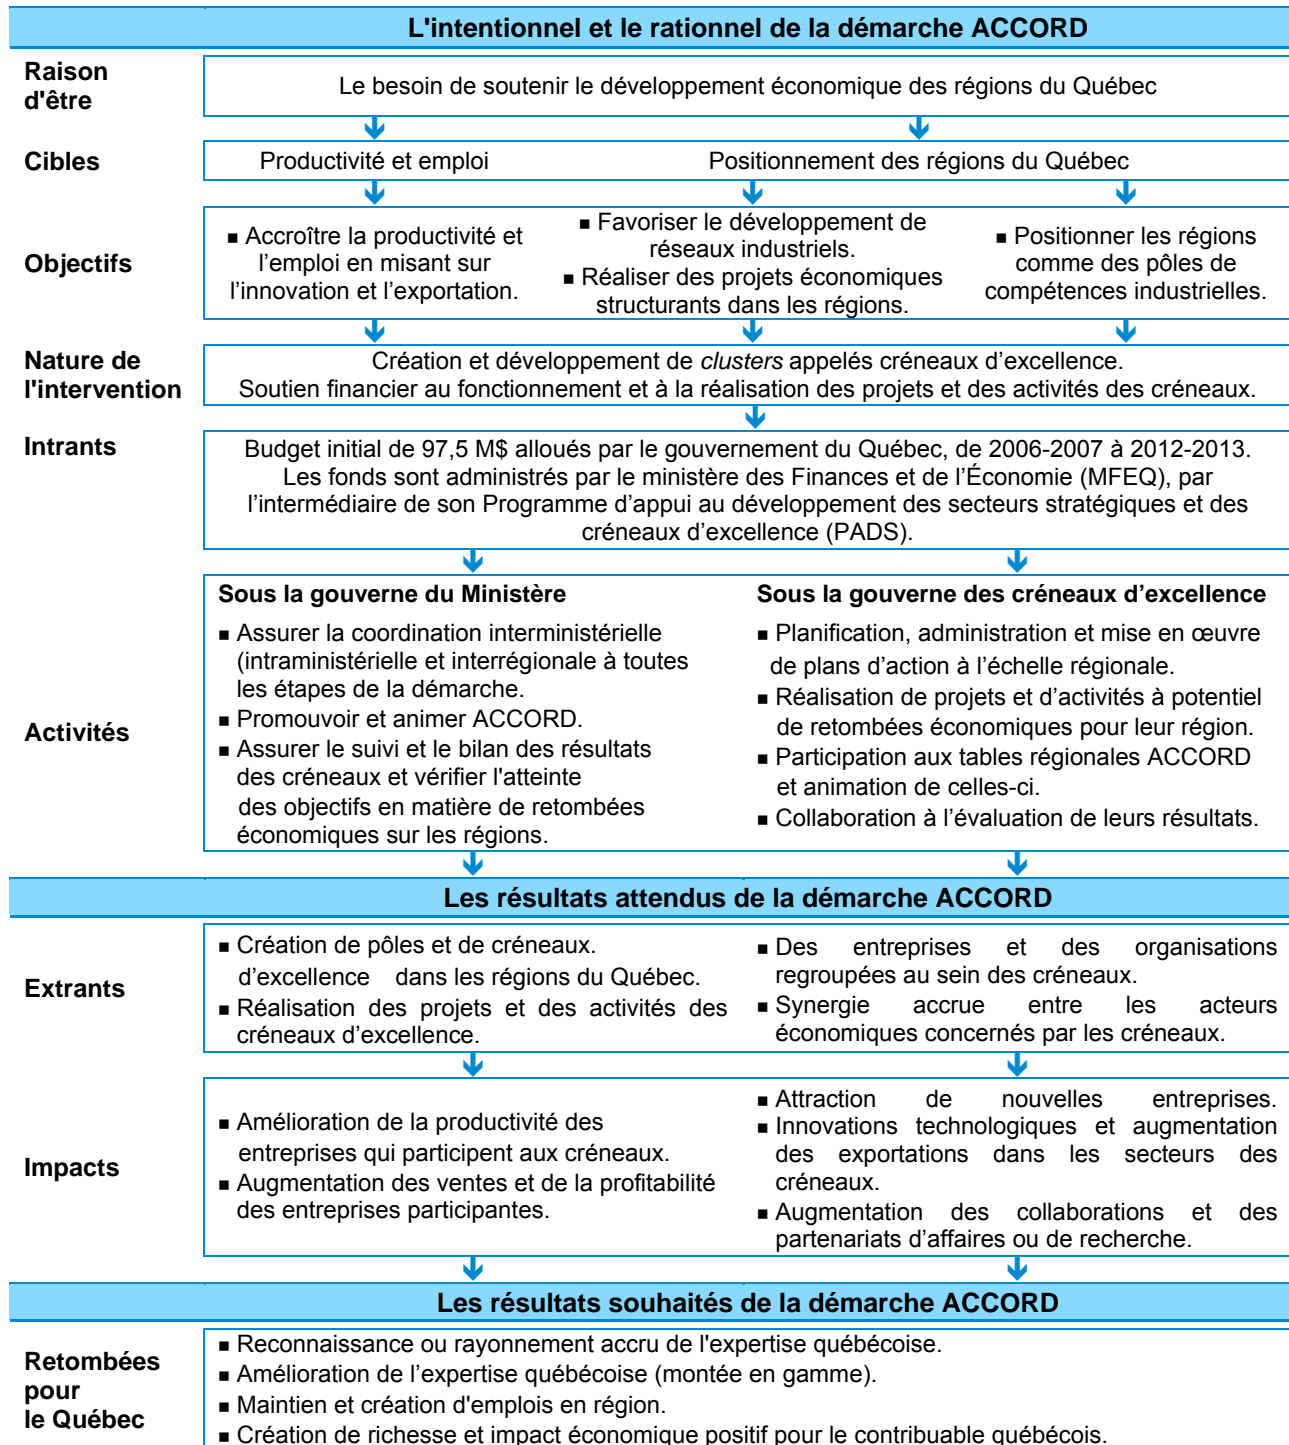 L'intentionnel et le rationnel de la démarche ACCORD
Raison
d'être
Le besoin de soutenir le développement économique des régions du Québec
Cibles
Productivité et emploi
Positionnement des régions du Québec
Objectifs
■ Accroître la productivité et
l’emploi en misant sur
l’innovation et l’exportation.
■ Favoriser le développement de
réseaux industriels.
■ Réaliser des projets économiques
structurants dans les régions.
■ Positionner les régions
comme des pôles de
compétences industrielles.
Nature de
l'intervention
Création et développement de clusters appelés créneaux d’excellence.
Soutien financier au fonctionnement et à la réalisation des projets et des activités des créneaux.
Intrants
Budget initial de 97,5 M$ alloués par le gouvernement du Québec, de 2006-2007 à 2012-2013.
Les fonds sont administrés par le ministère des Finances et de l’Économie (MFEQ), par
l’intermédiaire de son Programme d’appui au développement des secteurs stratégiques et des
créneaux d’excellence (PADS).
Activités
Sous la gouverne du Ministère
■ Assurer la coordination interministérielle
(intraministérielle et interrégionale à toutes
les étapes de la démarche.
■ Promouvoir et animer ACCORD.
■ Assurer le suivi et le bilan des résultats
des créneaux et vérifier l'atteinte
des objectifs en matière de retombées
économiques sur les régions.
Sous la gouverne des créneaux d’excellence
■ Planification, administration et mise en œuvre
de plans d’action à l’échelle régionale.
■ Réalisation de projets et d’activités à potentiel
de retombées économiques pour leur région.
■ Participation aux tables régionales ACCORD
et animation de celles-ci.
■ Collaboration à l’évaluation de leurs résultats.
Les résultats attendus de la démarche ACCORD
Extrants
■ Création de pôles et de créneaux.
d’excellence dans les régions du Québec.
■ Réalisation des projets et des activités des
créneaux d’excellence.
■ Des entreprises et des organisations
regroupées au sein des créneaux.
■ Synergie accrue entre les acteurs
économiques concernés par les créneaux.
Impacts
■ Amélioration de la productivité des
entreprises qui participent aux créneaux.
■ Augmentation des ventes et de la profitabilité
des entreprises participantes.
■ Attraction de nouvelles entreprises.
■ Innovations technologiques et augmentation
des exportations dans les secteurs des
créneaux.
■ Augmentation des collaborations et des
partenariats d’affaires ou de recherche.
Les résultats souhaités de la démarche ACCORD
Retombées
pour
le Québec
■ Reconnaissance ou rayonnement accru de l'expertise québécoise.
■ Amélioration de l’expertise québécoise (montée en gamme).
■ Maintien et création d'emplois en région.
■ Création de richesse et impact économique positif pour le contribuable québécois.